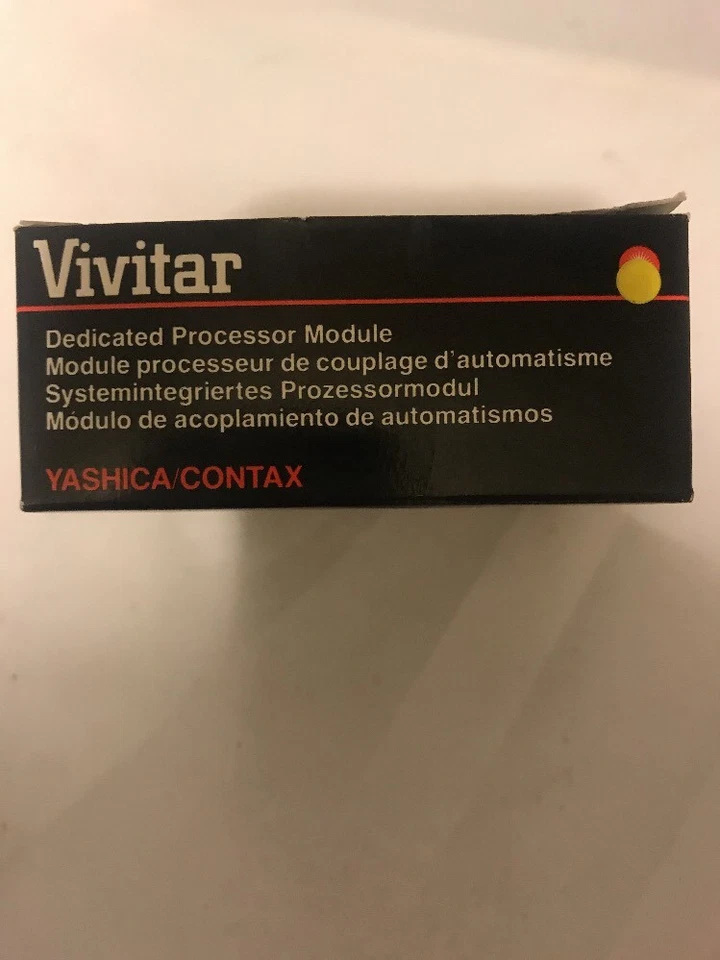 Vivitar
Dedicated Processor Module
Module processeur de couplage d'automatisme
Systemintegriertes Prozessormodul
Módulo de acoplamiento de automatismos
YASHICA/CONTAX